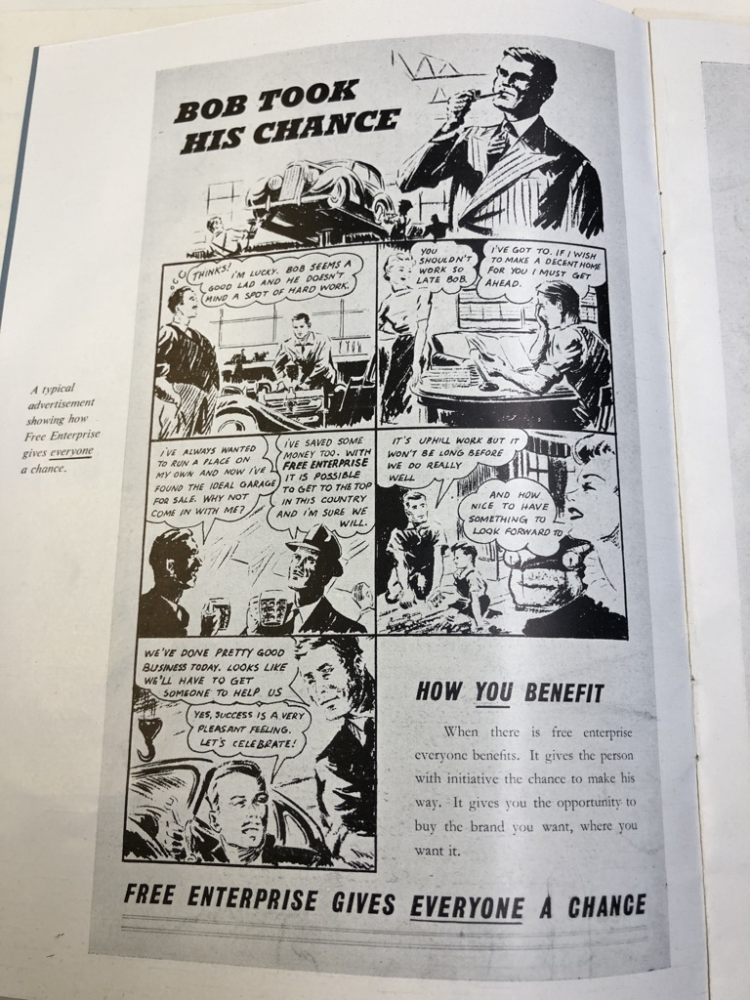 BOB TOOK
HIS CHANCE
THINKS! I'M LUCKY. BOB SEEMS A
GOOD LAD AND HE DOESN'T
MIND A SPOT OF HARD WORK.
YOU
SHOULDN'T
WORK SO
LATE BOB.
I'VE GOT TO. IF I WISH
TO MAKE A DECENT HOME
FOR YOU I MUST GET
AHEAD.
A typical
advertisement
showing how
Free Enterprise
gives everyone
a chance.
I'VE ALWAYS WANTED
TO RUN A PLACE ON
MY OWN AND NOW I'VE
FOUND THE IDEAL GARAGE
FOR SALE. WHY NOT
COME IN WITH ME?
I'VE SAVED SOME
MONEY TOO. WITH
FREE ENTERPRISE
IT IS POSSIBLE
TO GET TO THE TOP
IN THIS COUNTRY
AND I'M SURE WE
WILL.
IT'S UPHILL WORK BUT IT
WON'T BE LONG BEFORE
WE DO REALLY
WELL
AND HOW
NICE TO HAVE
SOMETHING TO
LOOK FORWARD TO
WE'VE DONE PRETTY GOOD
BUSINESS TODAY. LOOKS LIKE
WE'LL HAVE TO GET
SOMEONE TO HELP US
YES, SUCCESS IS A VERY
PLEASANT FEELING.
LET'S CELEBRATE!
HOW YOU BENEFIT
When there is free enterprise
everyone benefits. It gives the person
with initiative the chance to make his
way. It gives you the opportunity to
buy the brand you want, where you
want it.
FREE ENTERPRISE GIVES EVERYONE A CHANCE